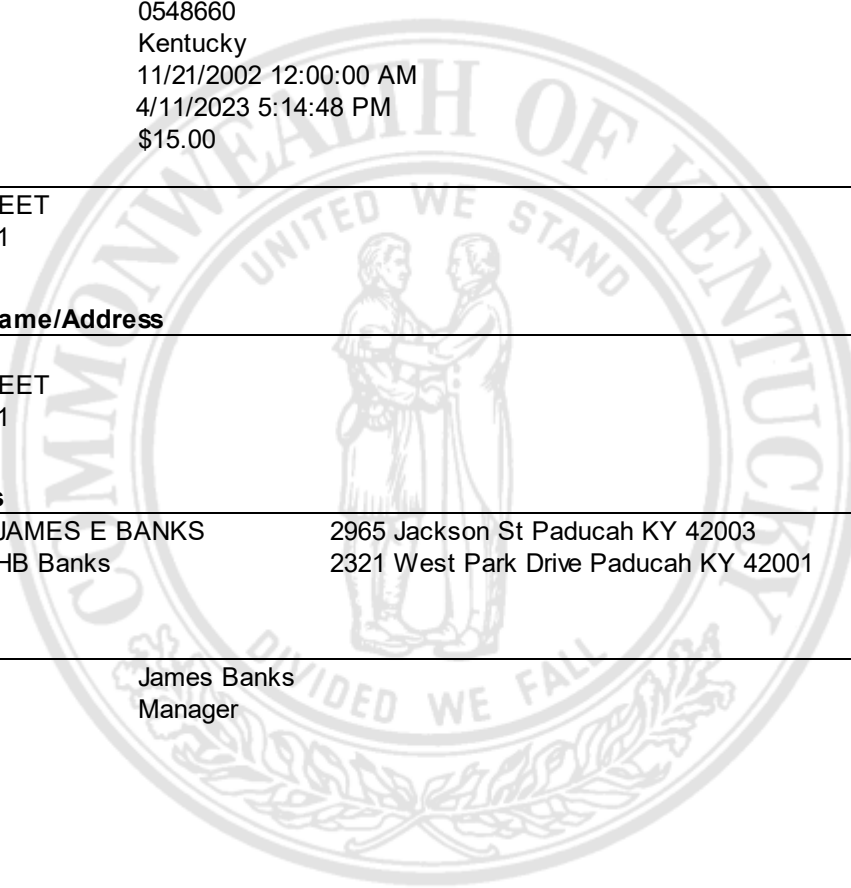 0548660
Kentucky
11/21/2002 12:00:00 AM
4/11/2023 5:14:48 PM
$15.00
EET
1
ame/Address
EET
1
s
JAMES E BANKS 2965 Jackson St Paducah KY 42003
HB Banks 2321 West Park Drive Paducah KY 42001
James Banks
Manager
COMMONWEALTH OF KENTUCKY
UNITED WE STAND
DIVIDED WE FALL